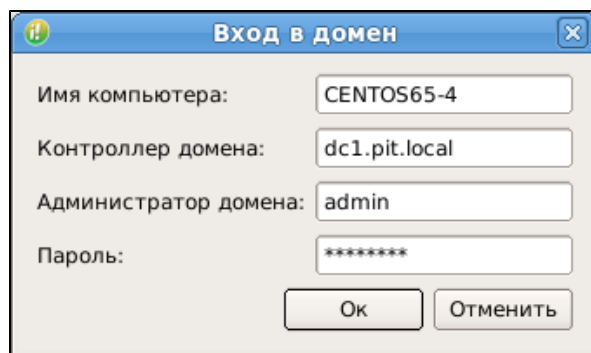 Вход в домен
Имя компьютера: CENTOS65-4
Контроллер домена: dc1.pit.local
Администратор домена: admin
Пароль: ********
Ок Отменить